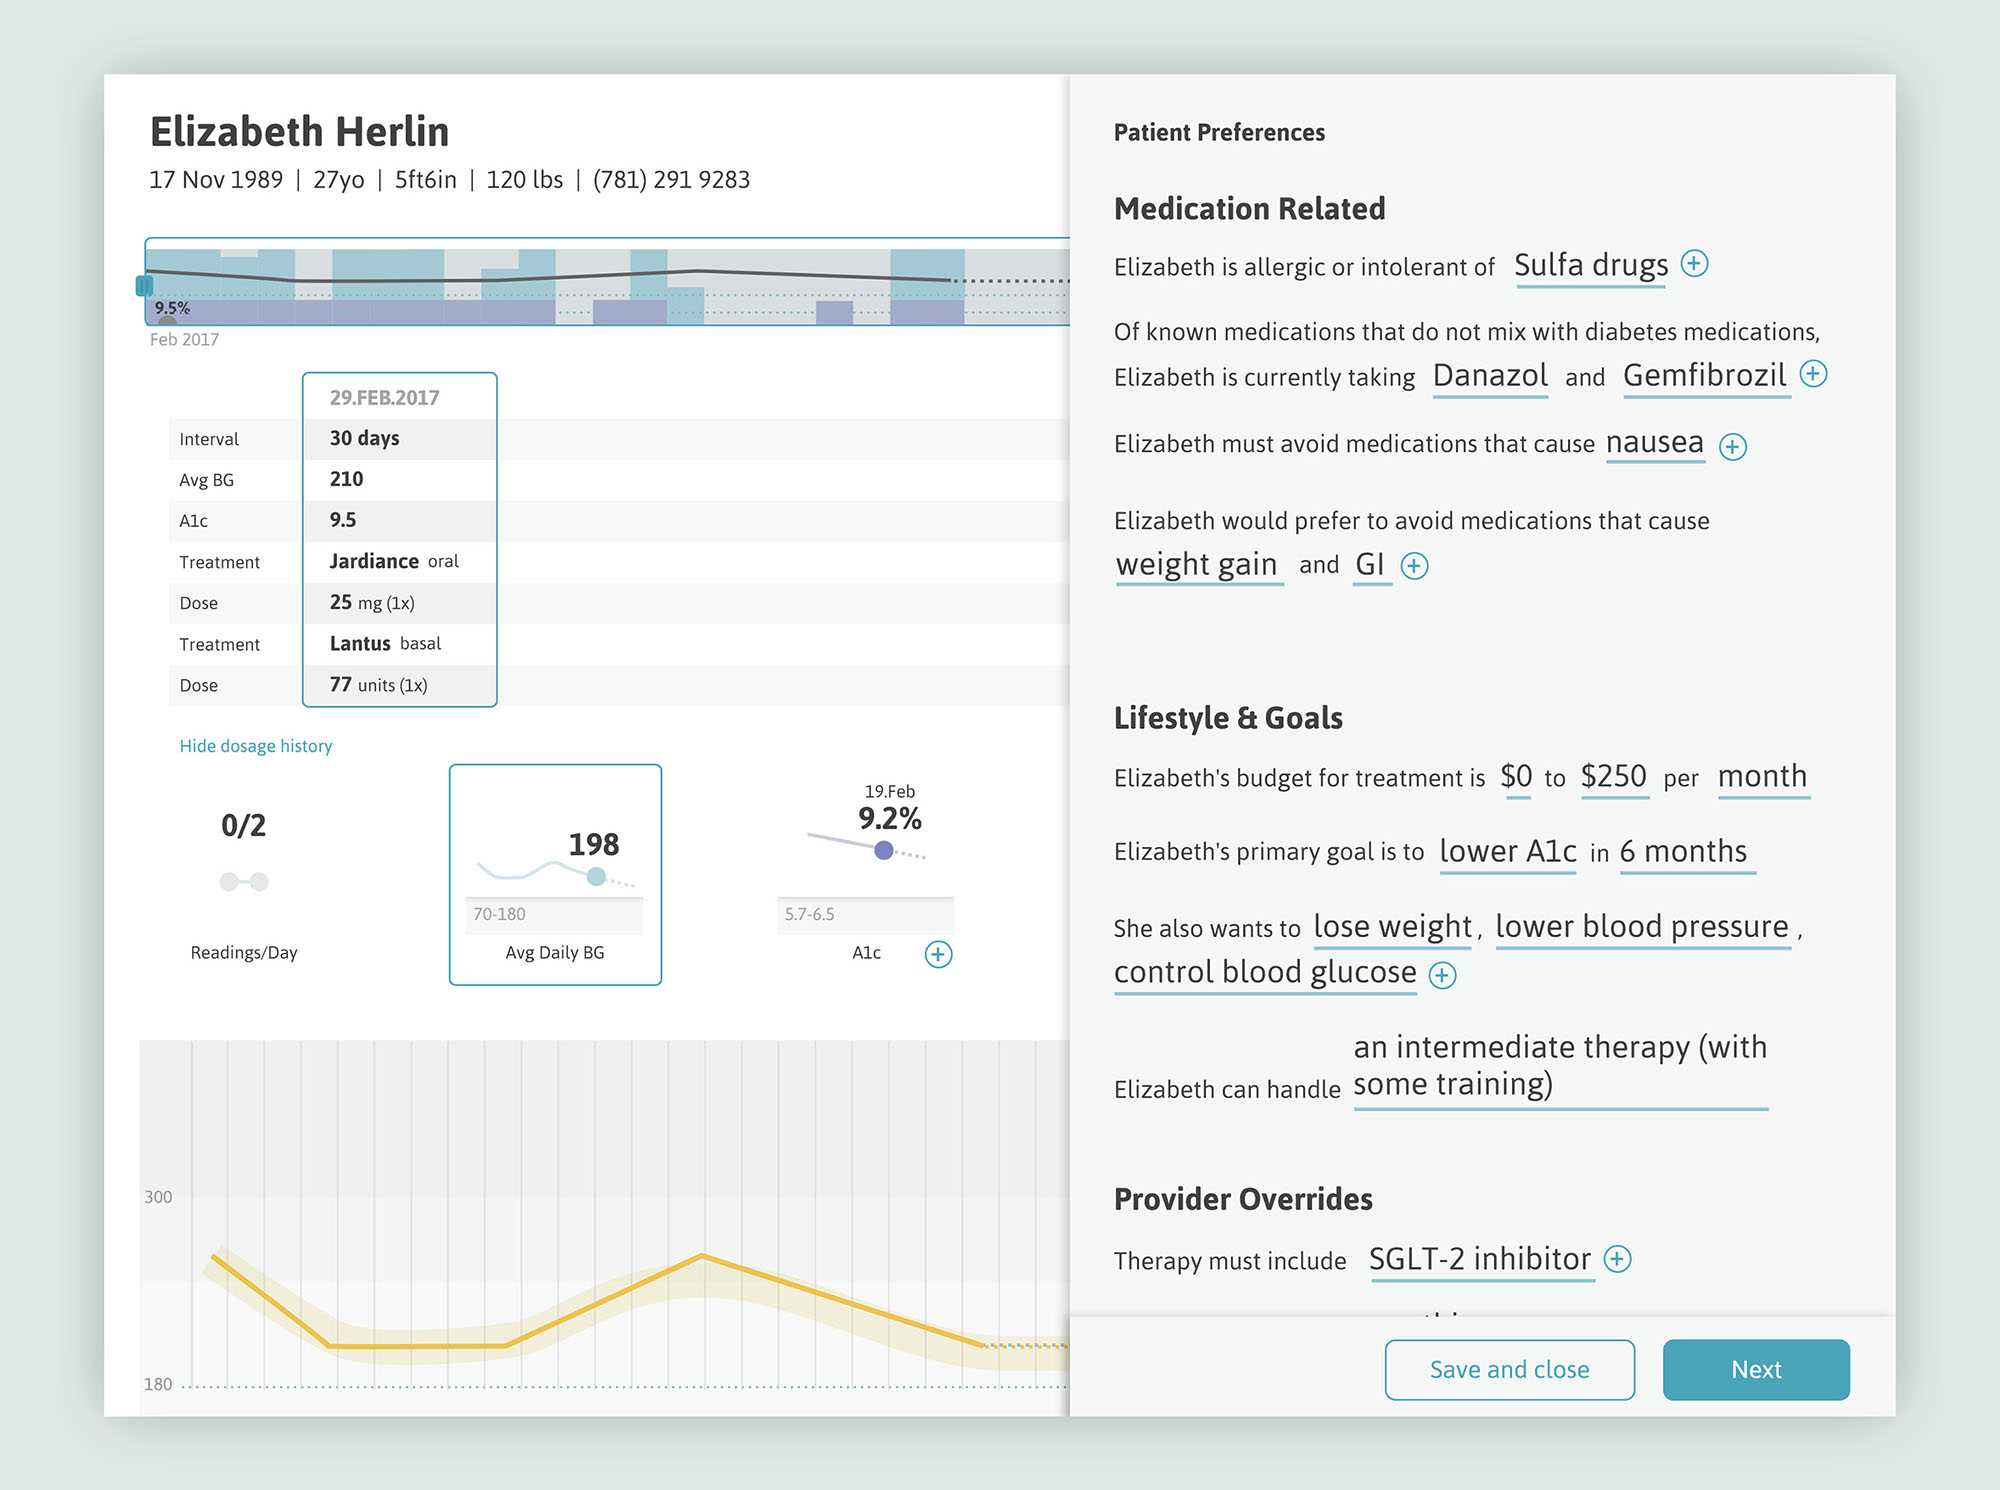 Elizabeth Herlin
17 Nov 1989 | 27yo | 5ft6in | 120 lbs | (781) 291 9283
9.5%
Feb 2017
29.FEB.2017
Interval 30 days
Avg BG 210
A1c 9.5
Treatment Jardiance oral
Dose 25 mg (1x)
Treatment Lantus basal
Dose 77 units (1x)
Hide dosage history
0/2
Readings/Day
198
70-180
Avg Daily BG
19.Feb
9.2%
5.7-6.5
A1c
300
180
Patient Preferences
Medication Related
Elizabeth is allergic or intolerant of Sulfa drugs
Of known medications that do not mix with diabetes medications,
Elizabeth is currently taking Danazol and Gemfibrozil
Elizabeth must avoid medications that cause nausea
Elizabeth would prefer to avoid medications that cause
weight gain and GI
Lifestyle & Goals
Elizabeth's budget for treatment is $0 to $250 per month
Elizabeth's primary goal is to lower A1c in 6 months
She also wants to lose weight, lower blood pressure,
control blood glucose
Elizabeth can handle an intermediate therapy (with
some training)
Provider Overrides
Therapy must include SGLT-2 inhibitor
Save and close
Next